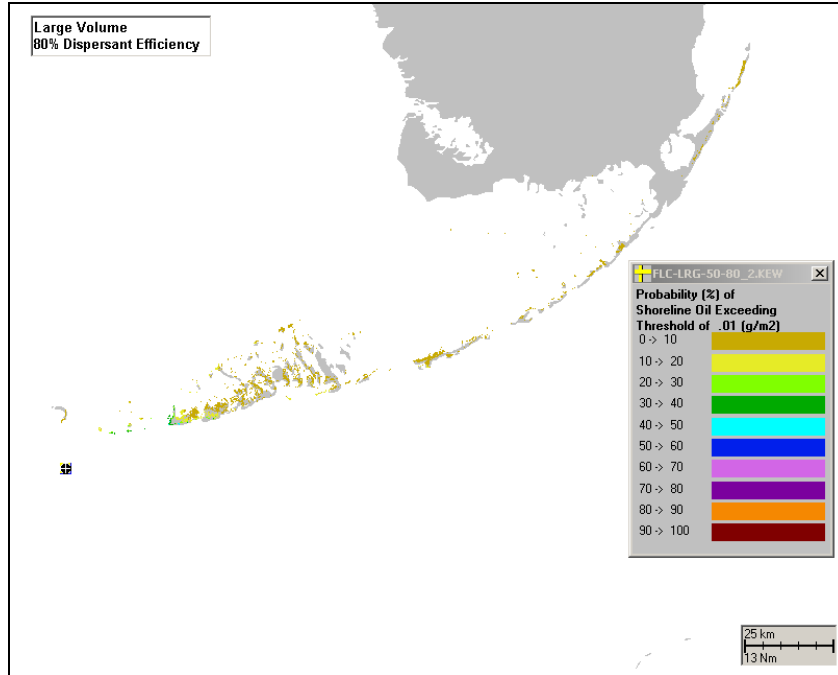 Large Volume
80% Dispersant Efficiency
FLC-LRG-50-80_2.KEW
Probability (%) of
Shoreline Oil Exceeding
Threshold of .01 (g/m2)
0 -> 10
10 -> 20
20 -> 30
30 -> 40
40 -> 50
50 -> 60
60 -> 70
70 -> 80
80 -> 90
90 -> 100
25 km
13 Nm